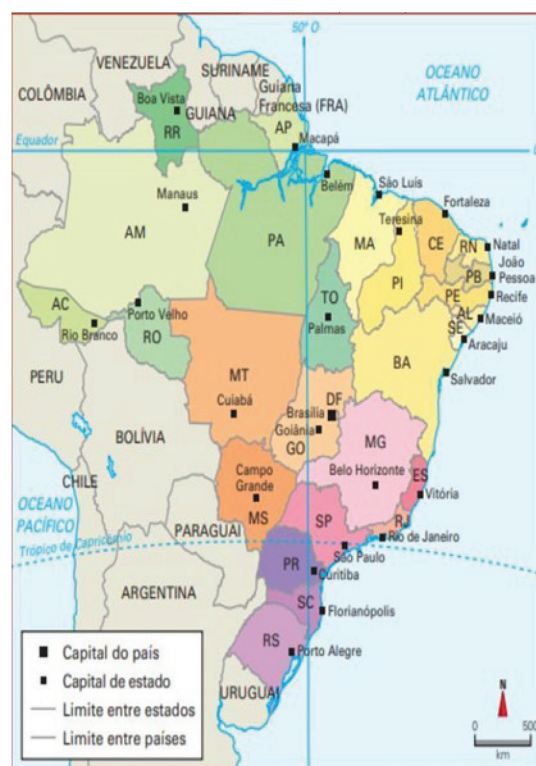 50° O
VENEZUELA
SURINAME
OCEANO
ATLÂNTICO
COLÔMBIA
Guiana
Francesa (FRA)
Boa Vista
GUIANA
RR
AP
Macapá
Equador
Belém
São Luís
Fortaleza
Manaus
Teresina
AM
PA
MA
CE
RN
Natal
João
Pessoa
PB
PI
TO
PE
Recife
AC
Porto Velho
AL
Maceió
Rio Branco
RO
Palmas
SE
Aracaju
BA
PERU
MT
Salvador
Cuiabá
DF
Brasília
Goiânia
GO
BOLÍVIA
MG
Belo Horizonte
ES
Vitória
Campo
Grande
MS
CHILE
OCEANO
PACÍFICO
PARAGUAI
SP
RJ
Rio de Janeiro
São Paulo
Trópico de Capricórnio
PR
Curitiba
ARGENTINA
SC
Florianópolis
RS
Porto Alegre
URUGUAI
Capital do país
Capital de estado
Limite entre estados
Limite entre países
N
0 500
km